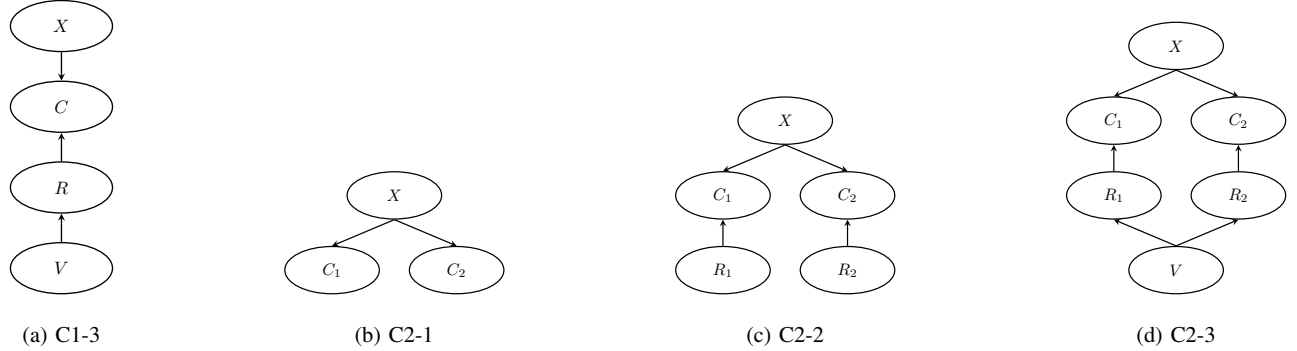 X
C
R
V
(a) C1-3
X
C₁ C₂
(b) C2-1
X
C₁ C₂
R₁ R₂
(c) C2-2
X
C₁ C₂
R₁ R₂
V
(d) C2-3